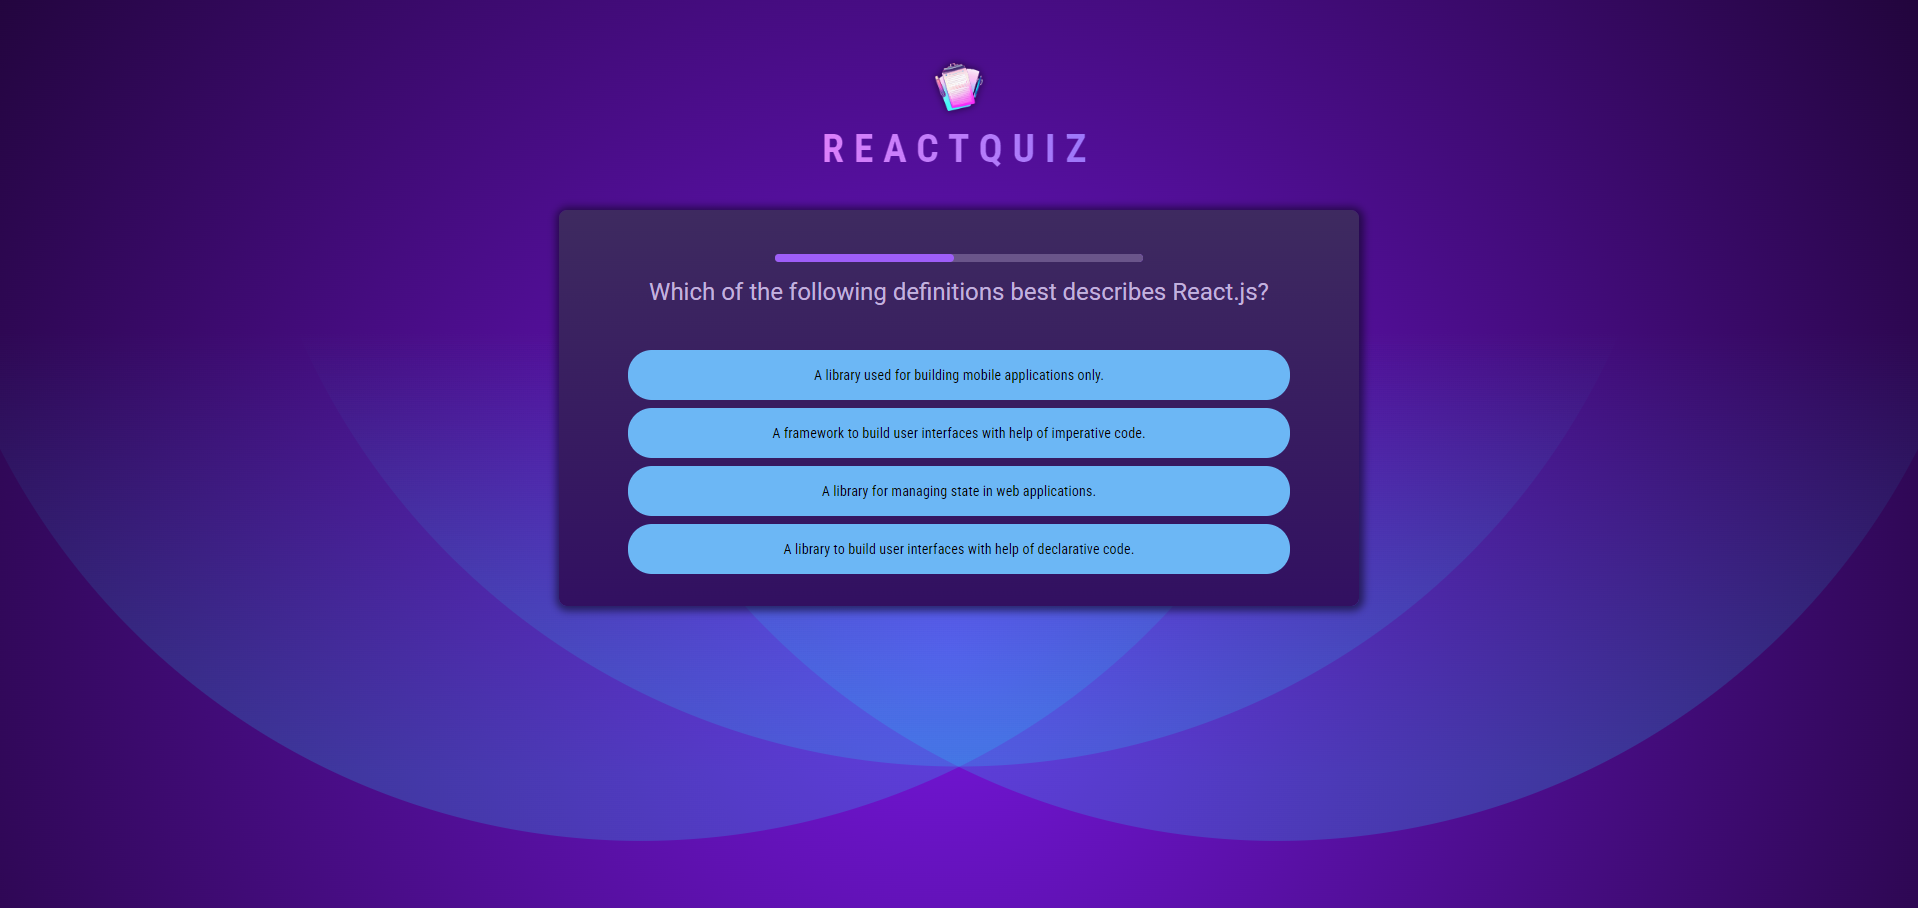 REACTQUIZ
Which of the following definitions best describes React.js?
A library used for building mobile applications only.
A framework to build user interfaces with help of imperative code.
A library for managing state in web applications.
A library to build user interfaces with help of declarative code.